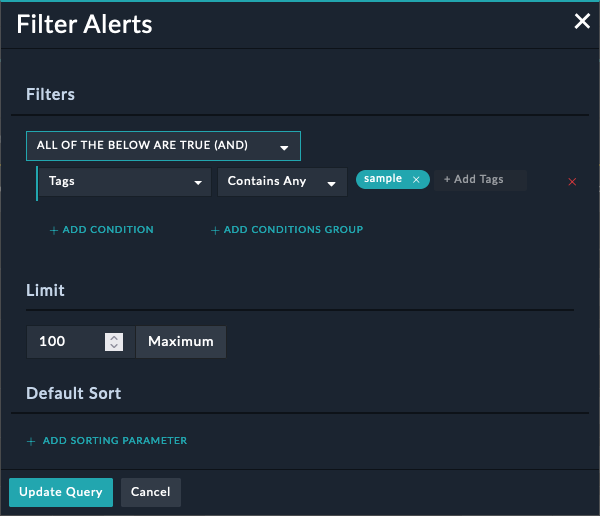 Filter Alerts
Filters
ALL OF THE BELOW ARE TRUE (AND)
Tags Contains Any sample × + Add Tags
+ ADD CONDITION + ADD CONDITIONS GROUP
Limit
100 Maximum
Default Sort
+ ADD SORTING PARAMETER
Update Query Cancel